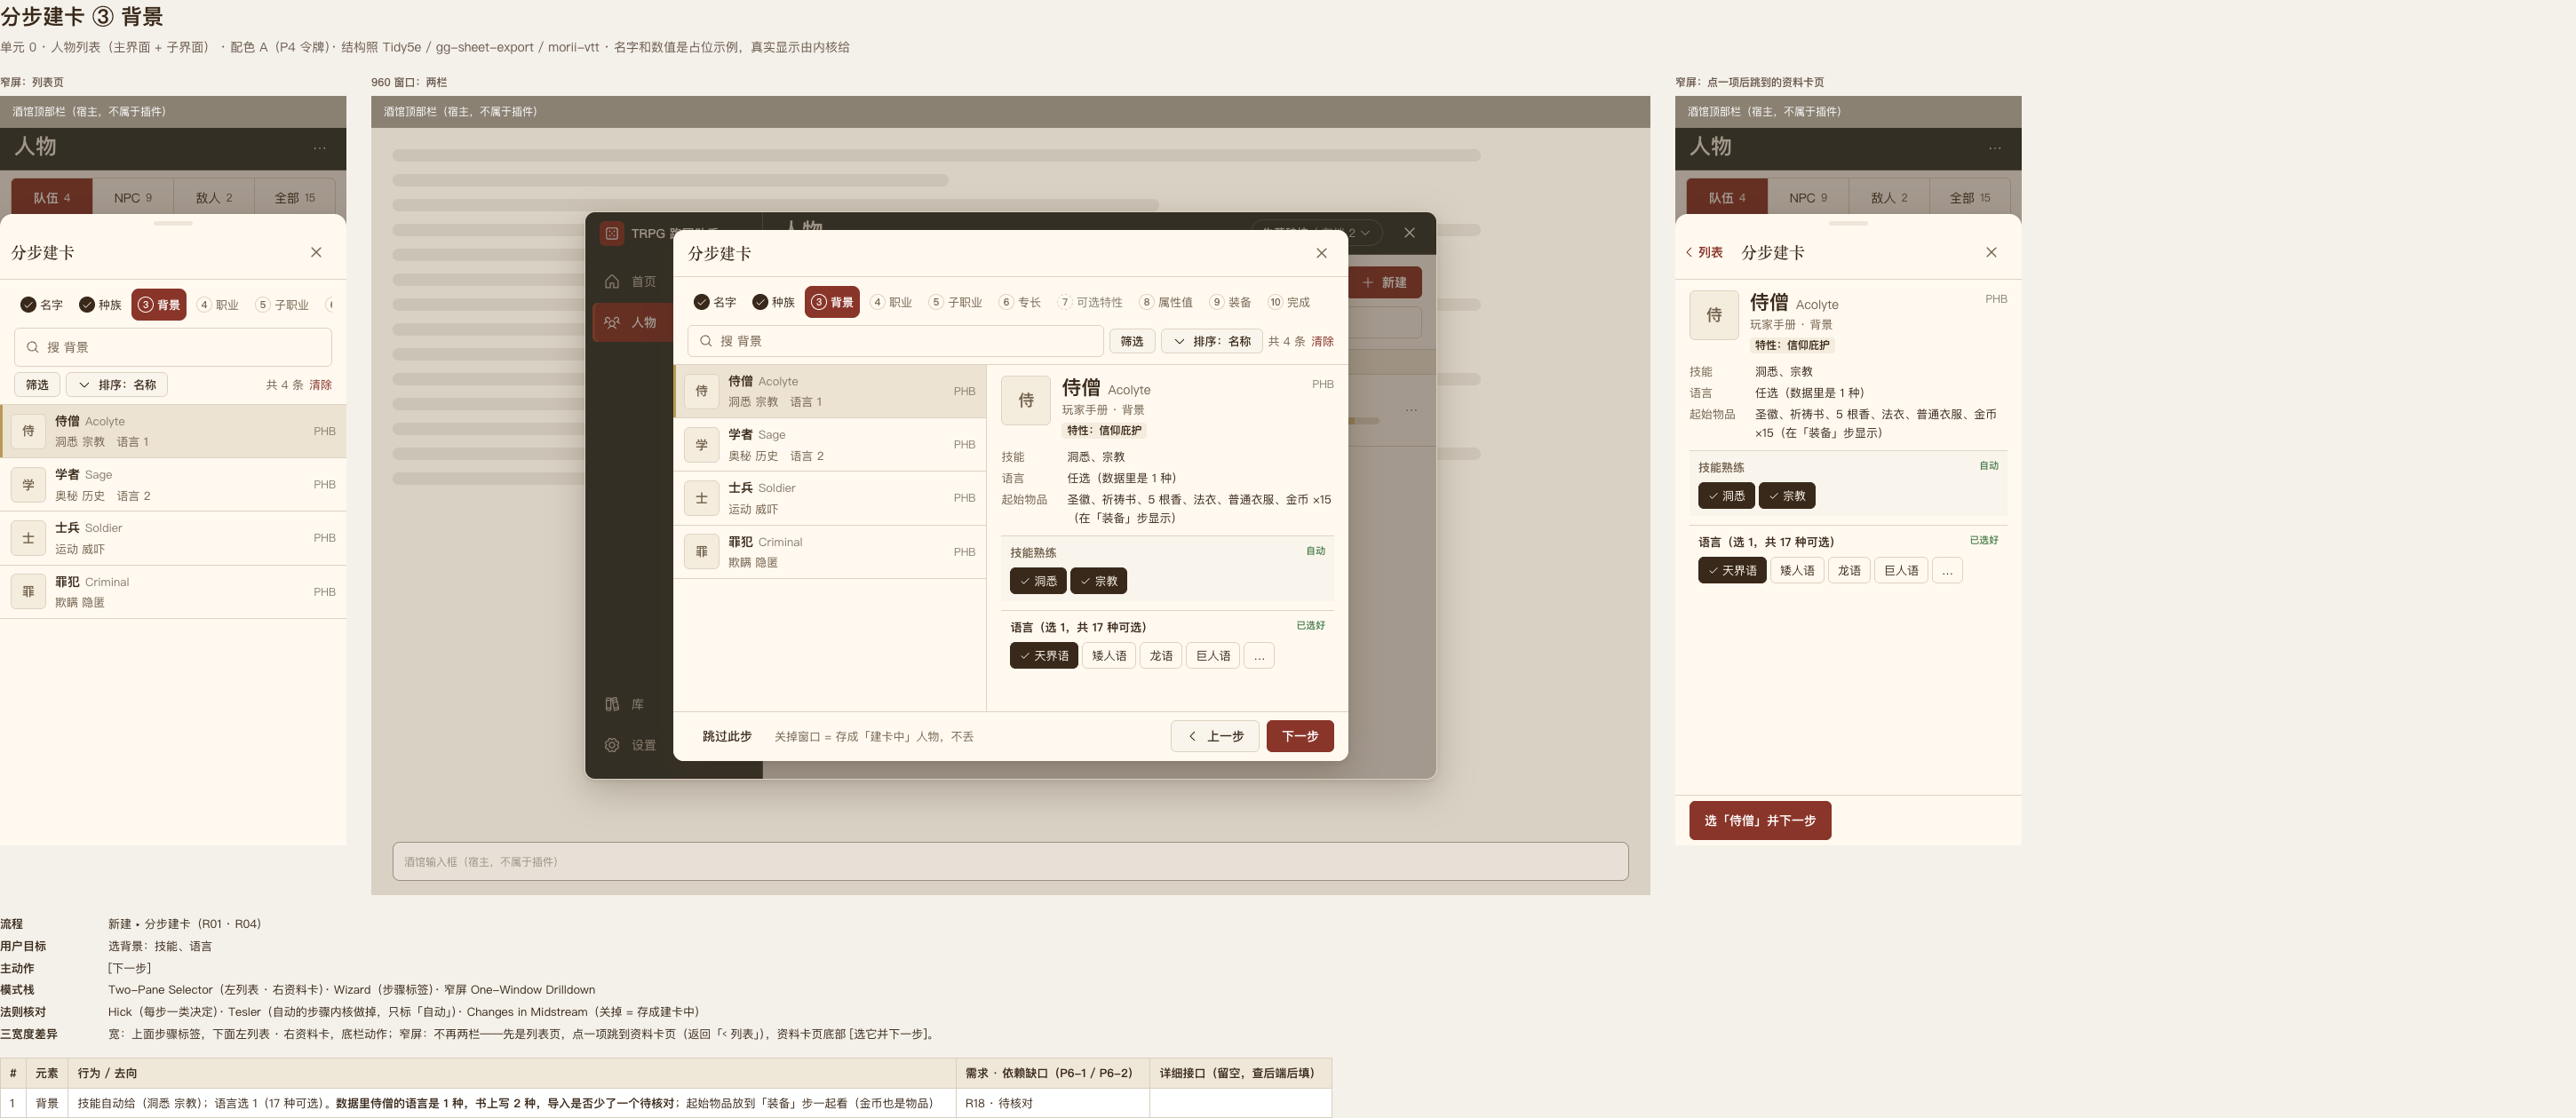 分步建卡 ③ 背景
单元 0 · 人物列表（主界面 + 子界面） · 配色 A（P4 令牌）· 结构照 Tidy5e / gg-sheet-export / morii-vtt · 名字和数值是占位示例，真实显示由内核给
窄屏：列表页
酒馆顶部栏（宿主，不属于插件）
人物 …
队伍 4 NPC 9 敌人 2 全部 15
分步建卡
名字 种族 3 背景 4 职业 5 子职业
搜 背景
筛选 排序：名称 共 4 条 清除
侍 侍僧 Acolyte PHB
洞悉 宗教 语言 1
学 学者 Sage PHB
奥秘 历史 语言 2
士 士兵 Soldier PHB
运动 威吓
罪 罪犯 Criminal PHB
欺瞒 隐匿
960 窗口：两栏
酒馆顶部栏（宿主，不属于插件）
TRPG
首页
人物
库
设置
新建
…
分步建卡
名字 种族 3 背景 4 职业 5 子职业 6 专长 7 可选特性 8 属性值 9 装备 10 完成
搜 背景 筛选 排序：名称 共 4 条 清除
侍 侍僧 Acolyte PHB
洞悉 宗教 语言 1
学 学者 Sage PHB
奥秘 历史 语言 2
士 士兵 Soldier PHB
运动 威吓
罪 罪犯 Criminal PHB
欺瞒 隐匿
侍 侍僧 Acolyte PHB
玩家手册 · 背景
特性：信仰庇护
技能 洞悉、宗教
语言 任选（数据里是 1 种）
起始物品 圣徽、祈祷书、5 根香、法衣、普通衣服、金币 ×15
（在「装备」步显示）
技能熟练 自动
洞悉 宗教
语言（选 1，共 17 种可选） 已选好
天界语 矮人语 龙语 巨人语 …
跳过此步 关掉窗口 = 存成「建卡中」人物，不丢 上一步 下一步
酒馆输入框（宿主，不属于插件）
窄屏：点一项后跳到的资料卡页
酒馆顶部栏（宿主，不属于插件）
人物 …
队伍 4 NPC 9 敌人 2 全部 15
列表 分步建卡
侍 侍僧 Acolyte PHB
玩家手册 · 背景
特性：信仰庇护
技能 洞悉、宗教
语言 任选（数据里是 1 种）
起始物品 圣徽、祈祷书、5 根香、法衣、普通衣服、金币
×15（在「装备」步显示）
技能熟练 自动
洞悉 宗教
语言（选 1，共 17 种可选） 已选好
天界语 矮人语 龙语 巨人语 …
选「侍僧」并下一步
流程 新建 ▸ 分步建卡（R01 · R04）
用户目标 选背景：技能、语言
主动作 [下一步]
模式栈 Two-Pane Selector（左列表 · 右资料卡）· Wizard（步骤标签）· 窄屏 One-Window Drilldown
法则核对 Hick（每步一类决定）· Tesler（自动的步骤内核做掉，只标「自动」）· Changes in Midstream（关掉 = 存成建卡中）
三宽度差异 宽：上面步骤标签，下面左列表 · 右资料卡，底栏动作；窄屏：不再两栏——先是列表页，点一项跳到资料卡页（返回「‹ 列表」），资料卡页底部 [选它并下一步]。
# 元素 行为 / 去向 需求 · 依赖缺口（P6-1 / P6-2） 详细接口（留空，查后端后填）
1 背景 技能自动给（洞悉 宗教）；语言选 1（17 种可选）。数据里侍僧的语言是 1 种，书上写 2 种，导入是否少了一个待核对；起始物品放到「装备」步一起看（金币也是物品） R18 · 待核对